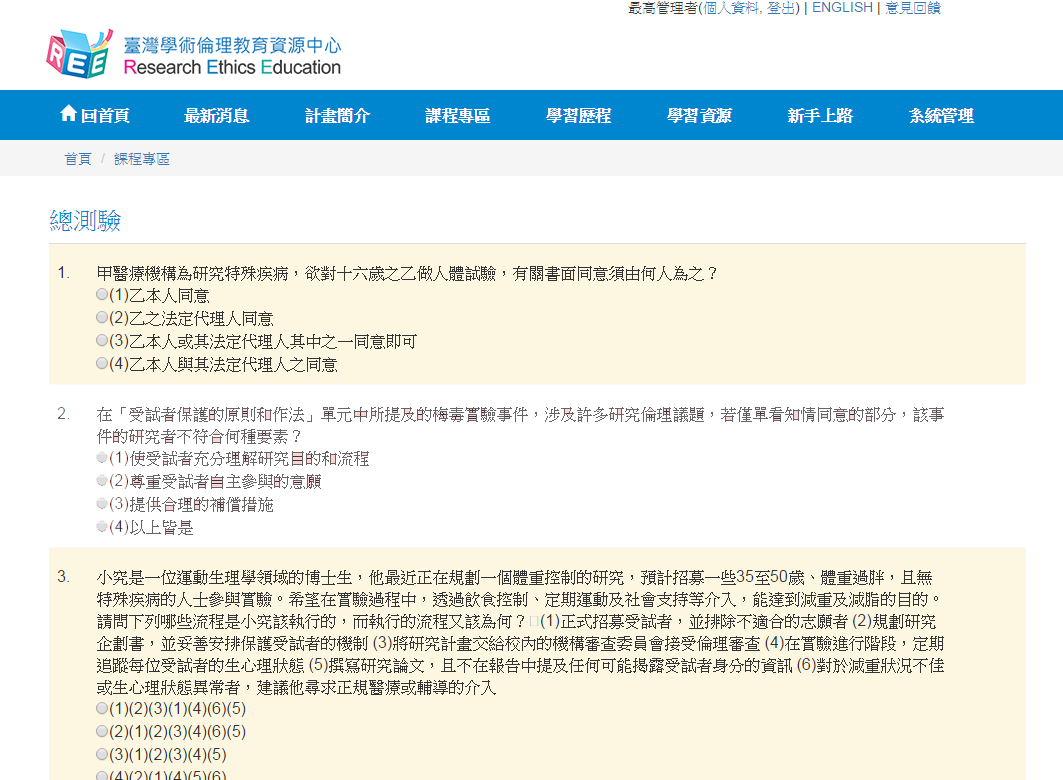 最高管理者(個人資料, 登出) | ENGLISH | 意見回饋
REE
臺灣學術倫理教育資源中心
Research Ethics Education
回首頁 最新消息 計畫簡介 課程專區 學習歷程 學習資源 新手上路 系統管理
首頁 / 課程專區
總測驗
1. 甲醫療機構為研究特殊疾病，欲對十六歲之乙做人體試驗，有關書面同意須由何人為之？
(1)乙本人同意
(2)乙之法定代理人同意
(3)乙本人或其法定代理人其中之一同意即可
(4)乙本人與其法定代理人之同意
2. 在「受試者保護的原則和作法」單元中所提及的梅毒實驗事件，涉及許多研究倫理議題，若僅單看知情同意的部分，該事
件的研究者不符合何種要素？
(1)使受試者充分理解研究目的和流程
(2)尊重受試者自主參與的意願
(3)提供合理的補償措施
(4)以上皆是
3. 小究是一位運動生理學領域的博士生，他最近正在規劃一個體重控制的研究，預計招募一些35至50歲、體重過胖，且無
特殊疾病的人士參與實驗。希望在實驗過程中，透過飲食控制、定期運動及社會支持等介入，能達到減重及減脂的目的。
請問下列哪些流程是小究該執行的，而執行的流程又該為何？(1)正式招募受試者，並排除不適合的志願者 (2)規劃研究
企劃書，並妥善安排保護受試者的機制 (3)將研究計畫交給校內的機構審查委員會接受倫理審查 (4)在實驗進行階段，定期
追蹤每位受試者的生心理狀態 (5)撰寫研究論文，且不在報告中提及任何可能揭露受試者身分的資訊 (6)對於減重狀況不佳
或生心理狀態異常者，建議他尋求正規醫療或輔導的介入
(1)(2)(3)(1)(4)(6)(5)
(2)(1)(2)(3)(4)(6)(5)
(3)(1)(2)(3)(4)(5)
(4)(2)(1)(4)(5)(6)